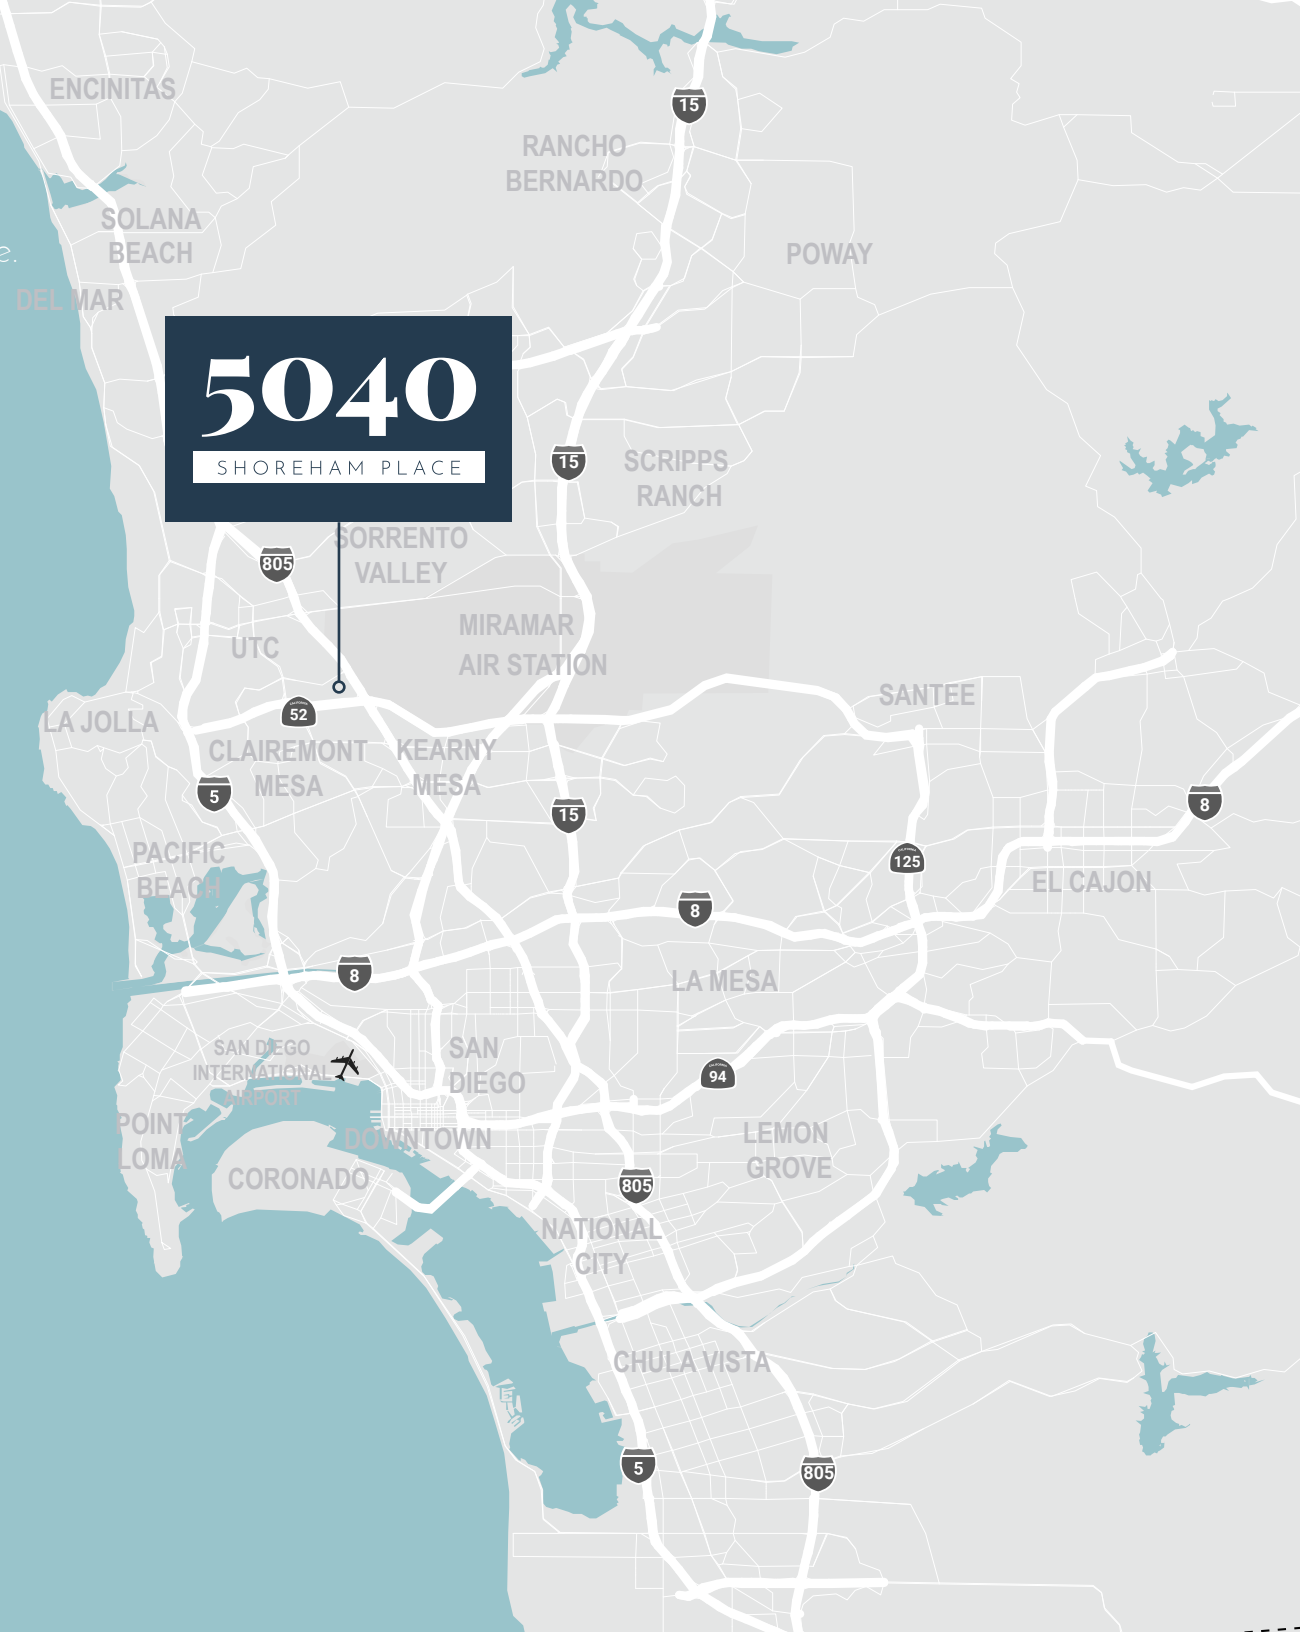 ENCINITAS
15
RANCHO
BERNARDO
SOLANA
BEACH
e.
POWAY
DEL MAR
5040
SHOREHAM PLACE
15
SCRIPPS
RANCH
SORRENTO
VALLEY
805
MIRAMAR
AIR STATION
UTC
SANTEE
52
LA JOLLA
CLAIREMONT
MESA
KEARNY
MESA
5
15
8
PACIFIC
BEACH
125
EL CAJON
8
8
LA MESA
SAN DIEGO
INTERNATIONAL
AIRPORT
SAN
DIEGO
94
POINT
LOMA
DOWNTOWN
LEMON
GROVE
CORONADO
805
NATIONAL
CITY
CHULA VISTA
5
805